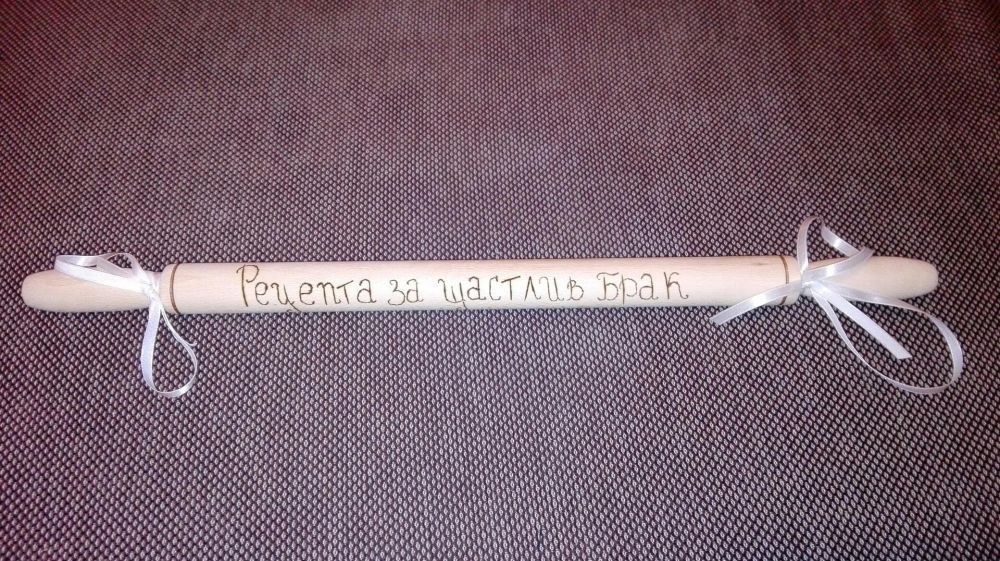 Рецепта за щастлив Брак